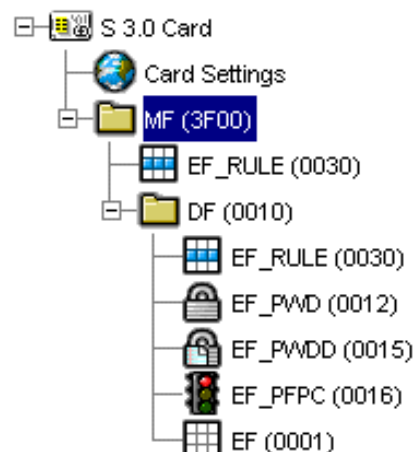 S 3.0 Card
Card Settings
MF (3F00)
EF_RULE (0030)
DF (0010)
EF_RULE (0030)
EF_PWD (0012)
EF_PWDD (0015)
EF_PFPC (0016)
EF (0001)